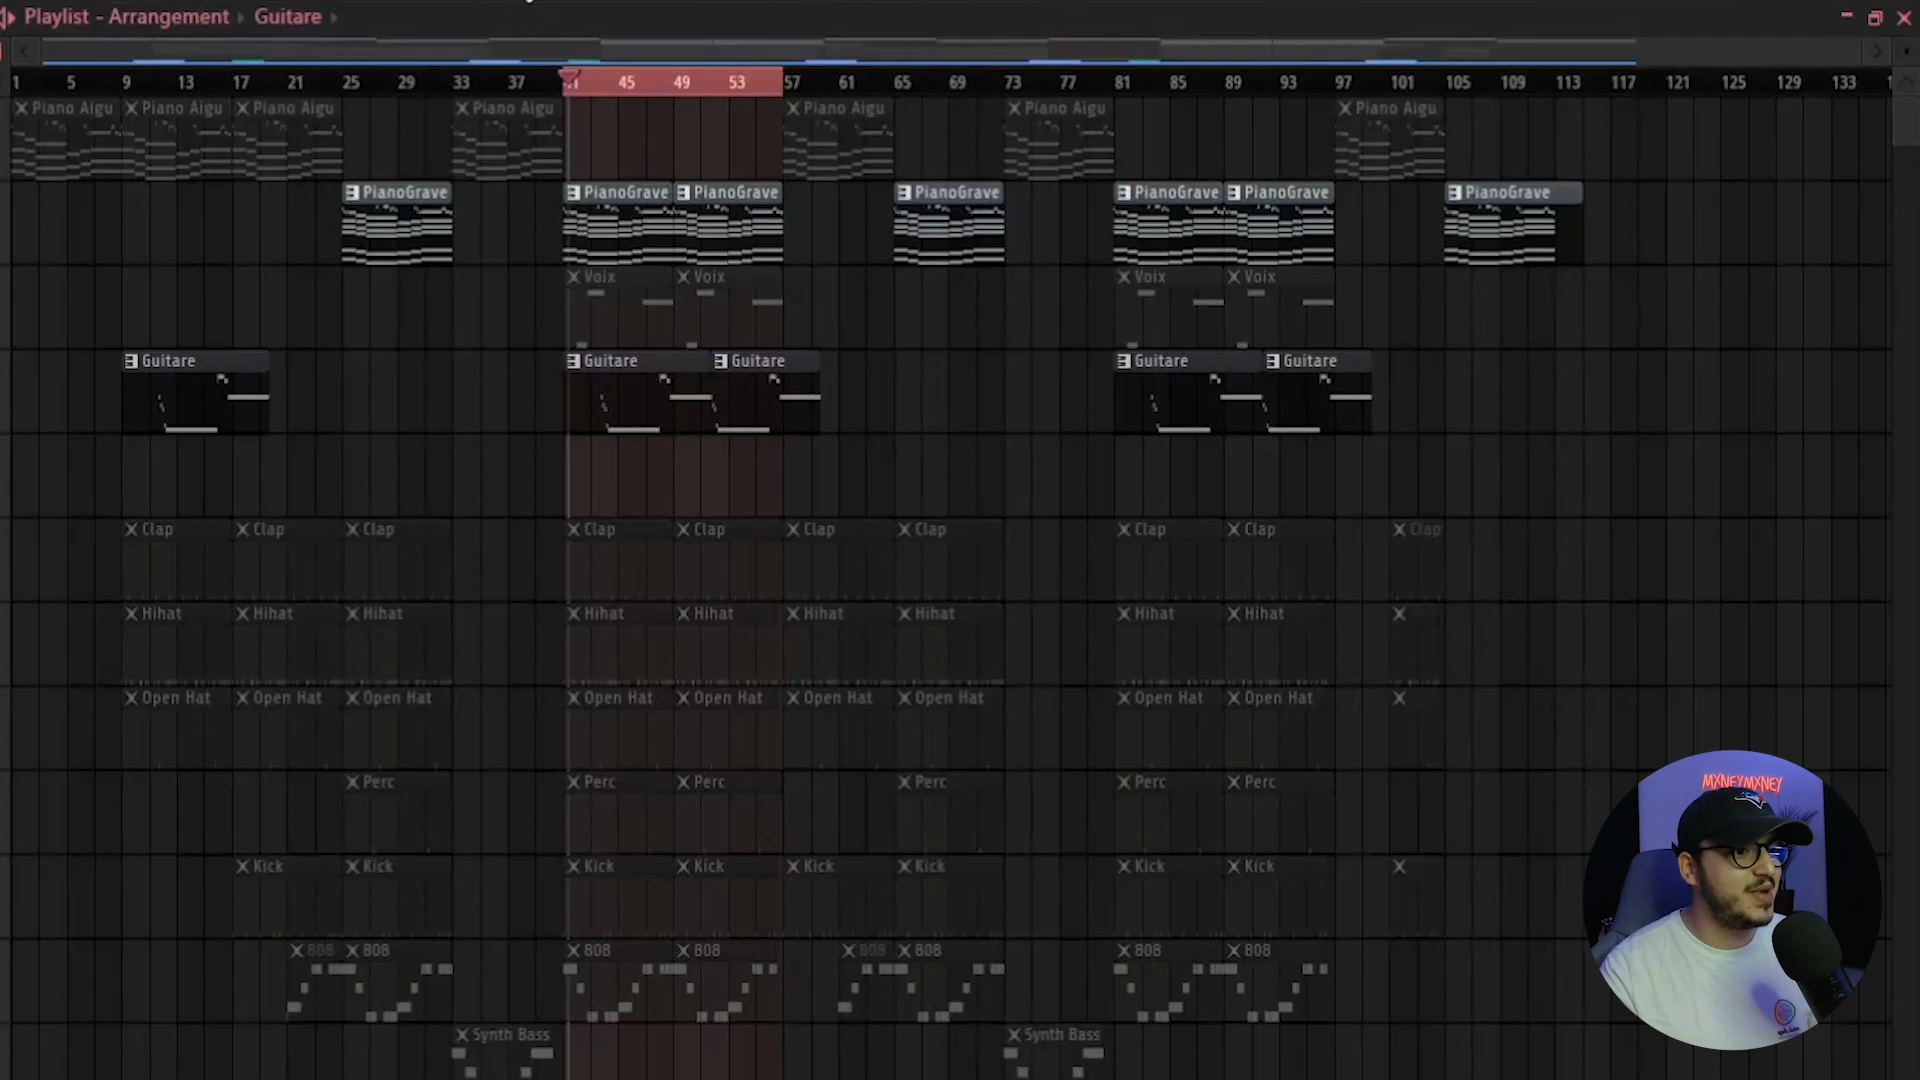 Playlist - Arrangement Guitare
1 5 9 13 17 21 25 29 33 37 41 45 49 53 57 61 65 69 73 77 81 85 89 93 97 101 105 109 113 117 121 125 129 133
Piano Aigu Piano Aigu Piano Aigu Piano Aigu Piano Aigu Piano Aigu Piano Aigu
PianoGrave PianoGrave PianoGrave PianoGrave PianoGrave PianoGrave PianoGrave
Voix Voix Voix Voix
Guitare Guitare Guitare Guitare Guitare
Clap Clap Clap Clap Clap Clap Clap Clap Clap Clap
Hihat Hihat Hihat Hihat Hihat Hihat Hihat Hihat Hihat
Open Hat Open Hat Open Hat Open Hat Open Hat Open Hat Open Hat Open Hat Open Hat
Perc Perc Perc Perc Perc Perc
Kick Kick Kick Kick Kick Kick Kick Kick
808 808 808 808 808 808 808 808
Synth Bass Synth Bass
MXNEYMXNEY